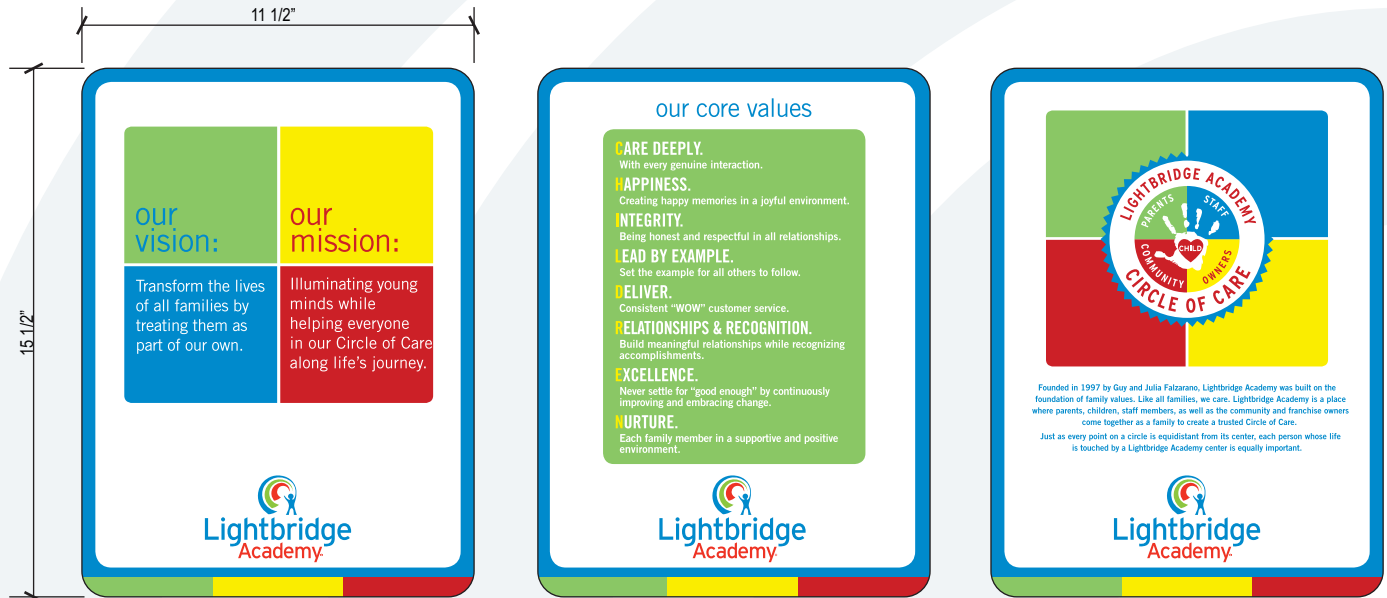 11 1/2"
15 1/2"
our
vision:
Transform the lives
of all families by
treating them as
part of our own.
our
mission:
Illuminating young
minds while
helping everyone
in our Circle of Care
along life's journey.
Lightbridge
Academy
our core values
CARE DEEPLY.
With every genuine interaction.
HAPPINESS.
Creating happy memories in a joyful environment.
INTEGRITY.
Being honest and respectful in all relationships.
LEAD BY EXAMPLE.
Set the example for all others to follow.
DELIVER.
Consistent “WOW” customer service.
RELATIONSHIPS & RECOGNITION.
Build meaningful relationships while recognizing
accomplishments.
EXCELLENCE.
Never settle for “good enough” by continuously
improving and embracing change.
NURTURE.
Each family member in a supportive and positive
environment.
Lightbridge
Academy
LIGHTBRIDGE ACADEMY
PARENTS
STAFF
CHILD
COMMUNITY
OWNERS
CIRCLE OF CARE
Founded in 1997 by Guy and Julia Falzarano, Lightbridge Academy was built on the
foundation of family values. Like all families, we care. Lightbridge Academy is a place
where parents, children, staff members, as well as the community and franchise owners
come together as a family to create a trusted Circle of Care.
Just as every point on a circle is equidistant from its center, each person whose life
is touched by a Lightbridge Academy center is equally important.
Lightbridge
Academy